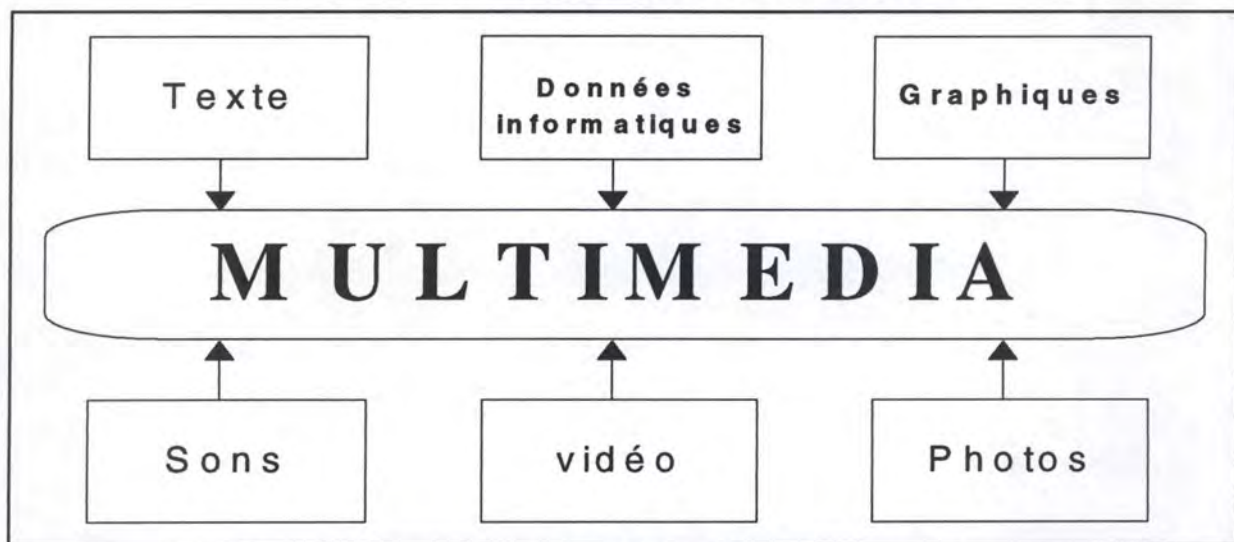 Texte
Données
informatiques
Graphiques
MULTIMEDIA
Sons
vidéo
Photos